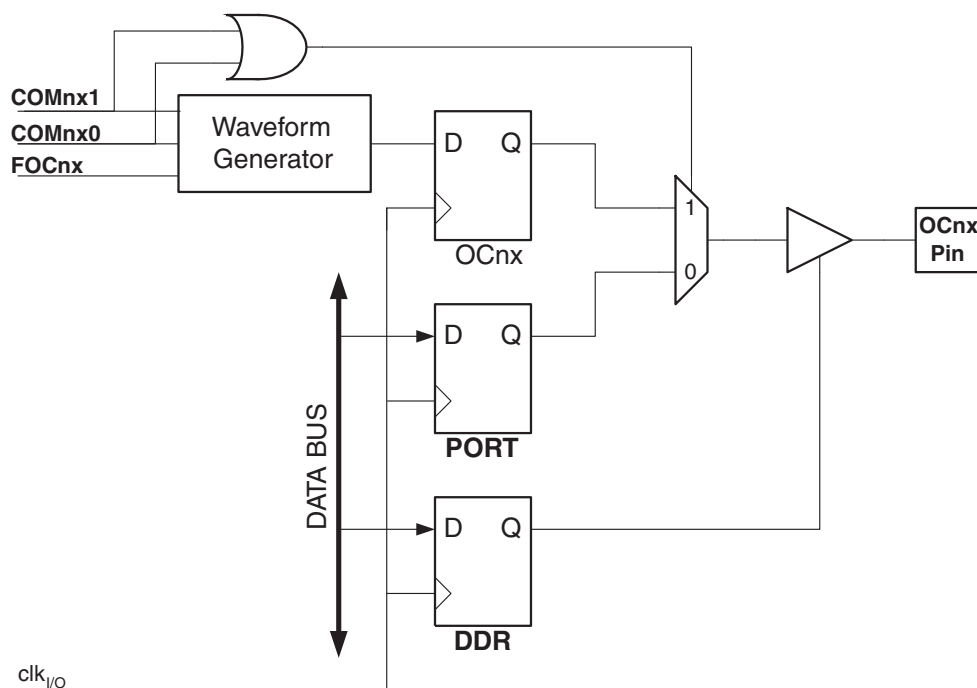 COMnx1
COMnx0
FOCnx
Waveform
Generator
D Q
OCnx
1
0
OCnx
Pin
D Q
PORT
DATA BUS
D Q
DDR
clkI/O